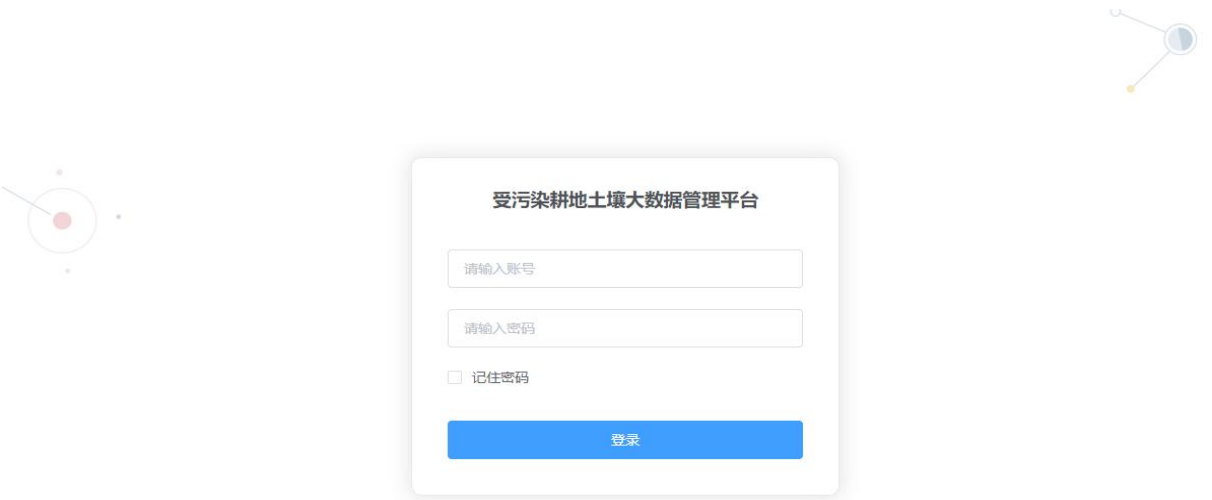 受污染耕地土壤大数据管理平台
请输入账号
请输入密码
记住密码
登录